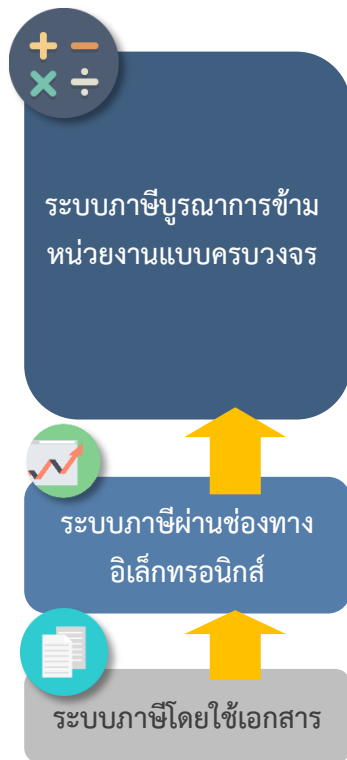 ระบบภาษีบูรณาการข้าม
หน่วยงานแบบครบวงจร
ระบบภาษีผ่านช่องทาง
อิเล็กทรอนิกส์
ระบบภาษีโดยใช้เอกสาร